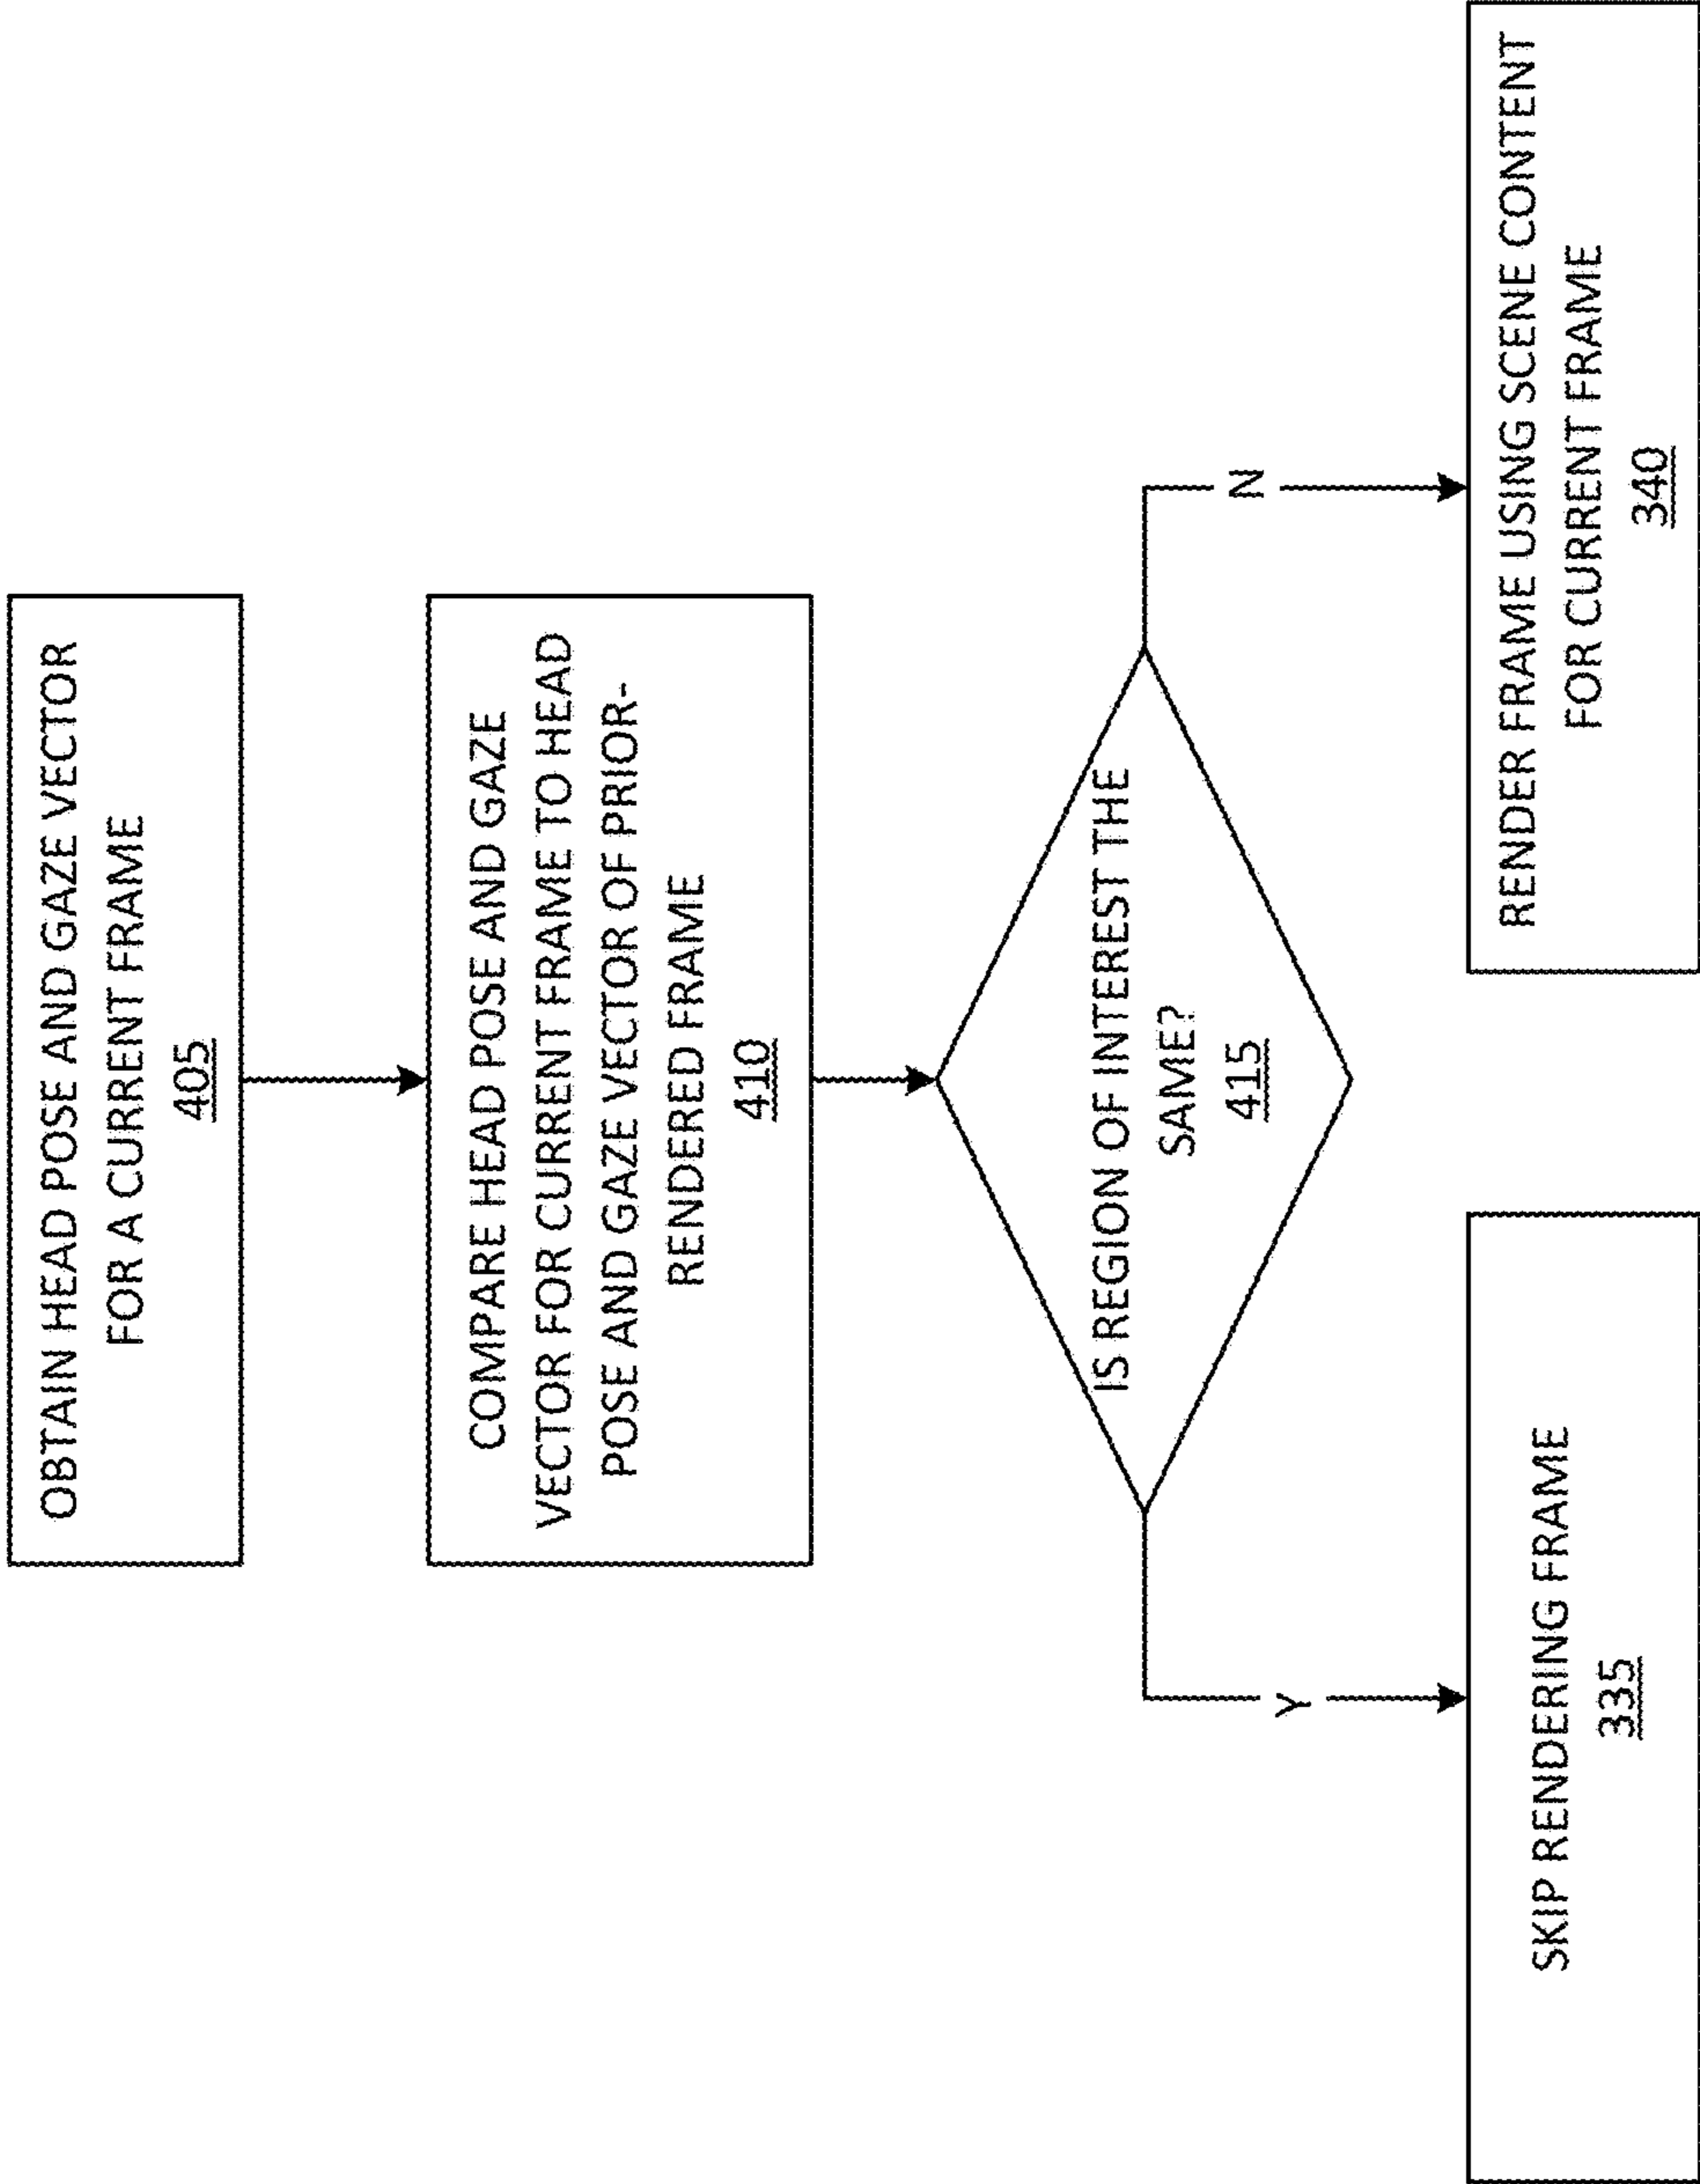 OBTAIN HEAD POSE AND GAZE VECTOR
FOR A CURRENT FRAME
405
COMPARE HEAD POSE AND GAZE
VECTOR FOR CURRENT FRAME TO HEAD
POSE AND GAZE VECTOR OF PRIOR-
RENDERED FRAME
410
IS REGION OF INTEREST THE
SAME?
415
Y
N
SKIP RENDERING FRAME
335
RENDER FRAME USING SCENE CONTENT
FOR CURRENT FRAME
340